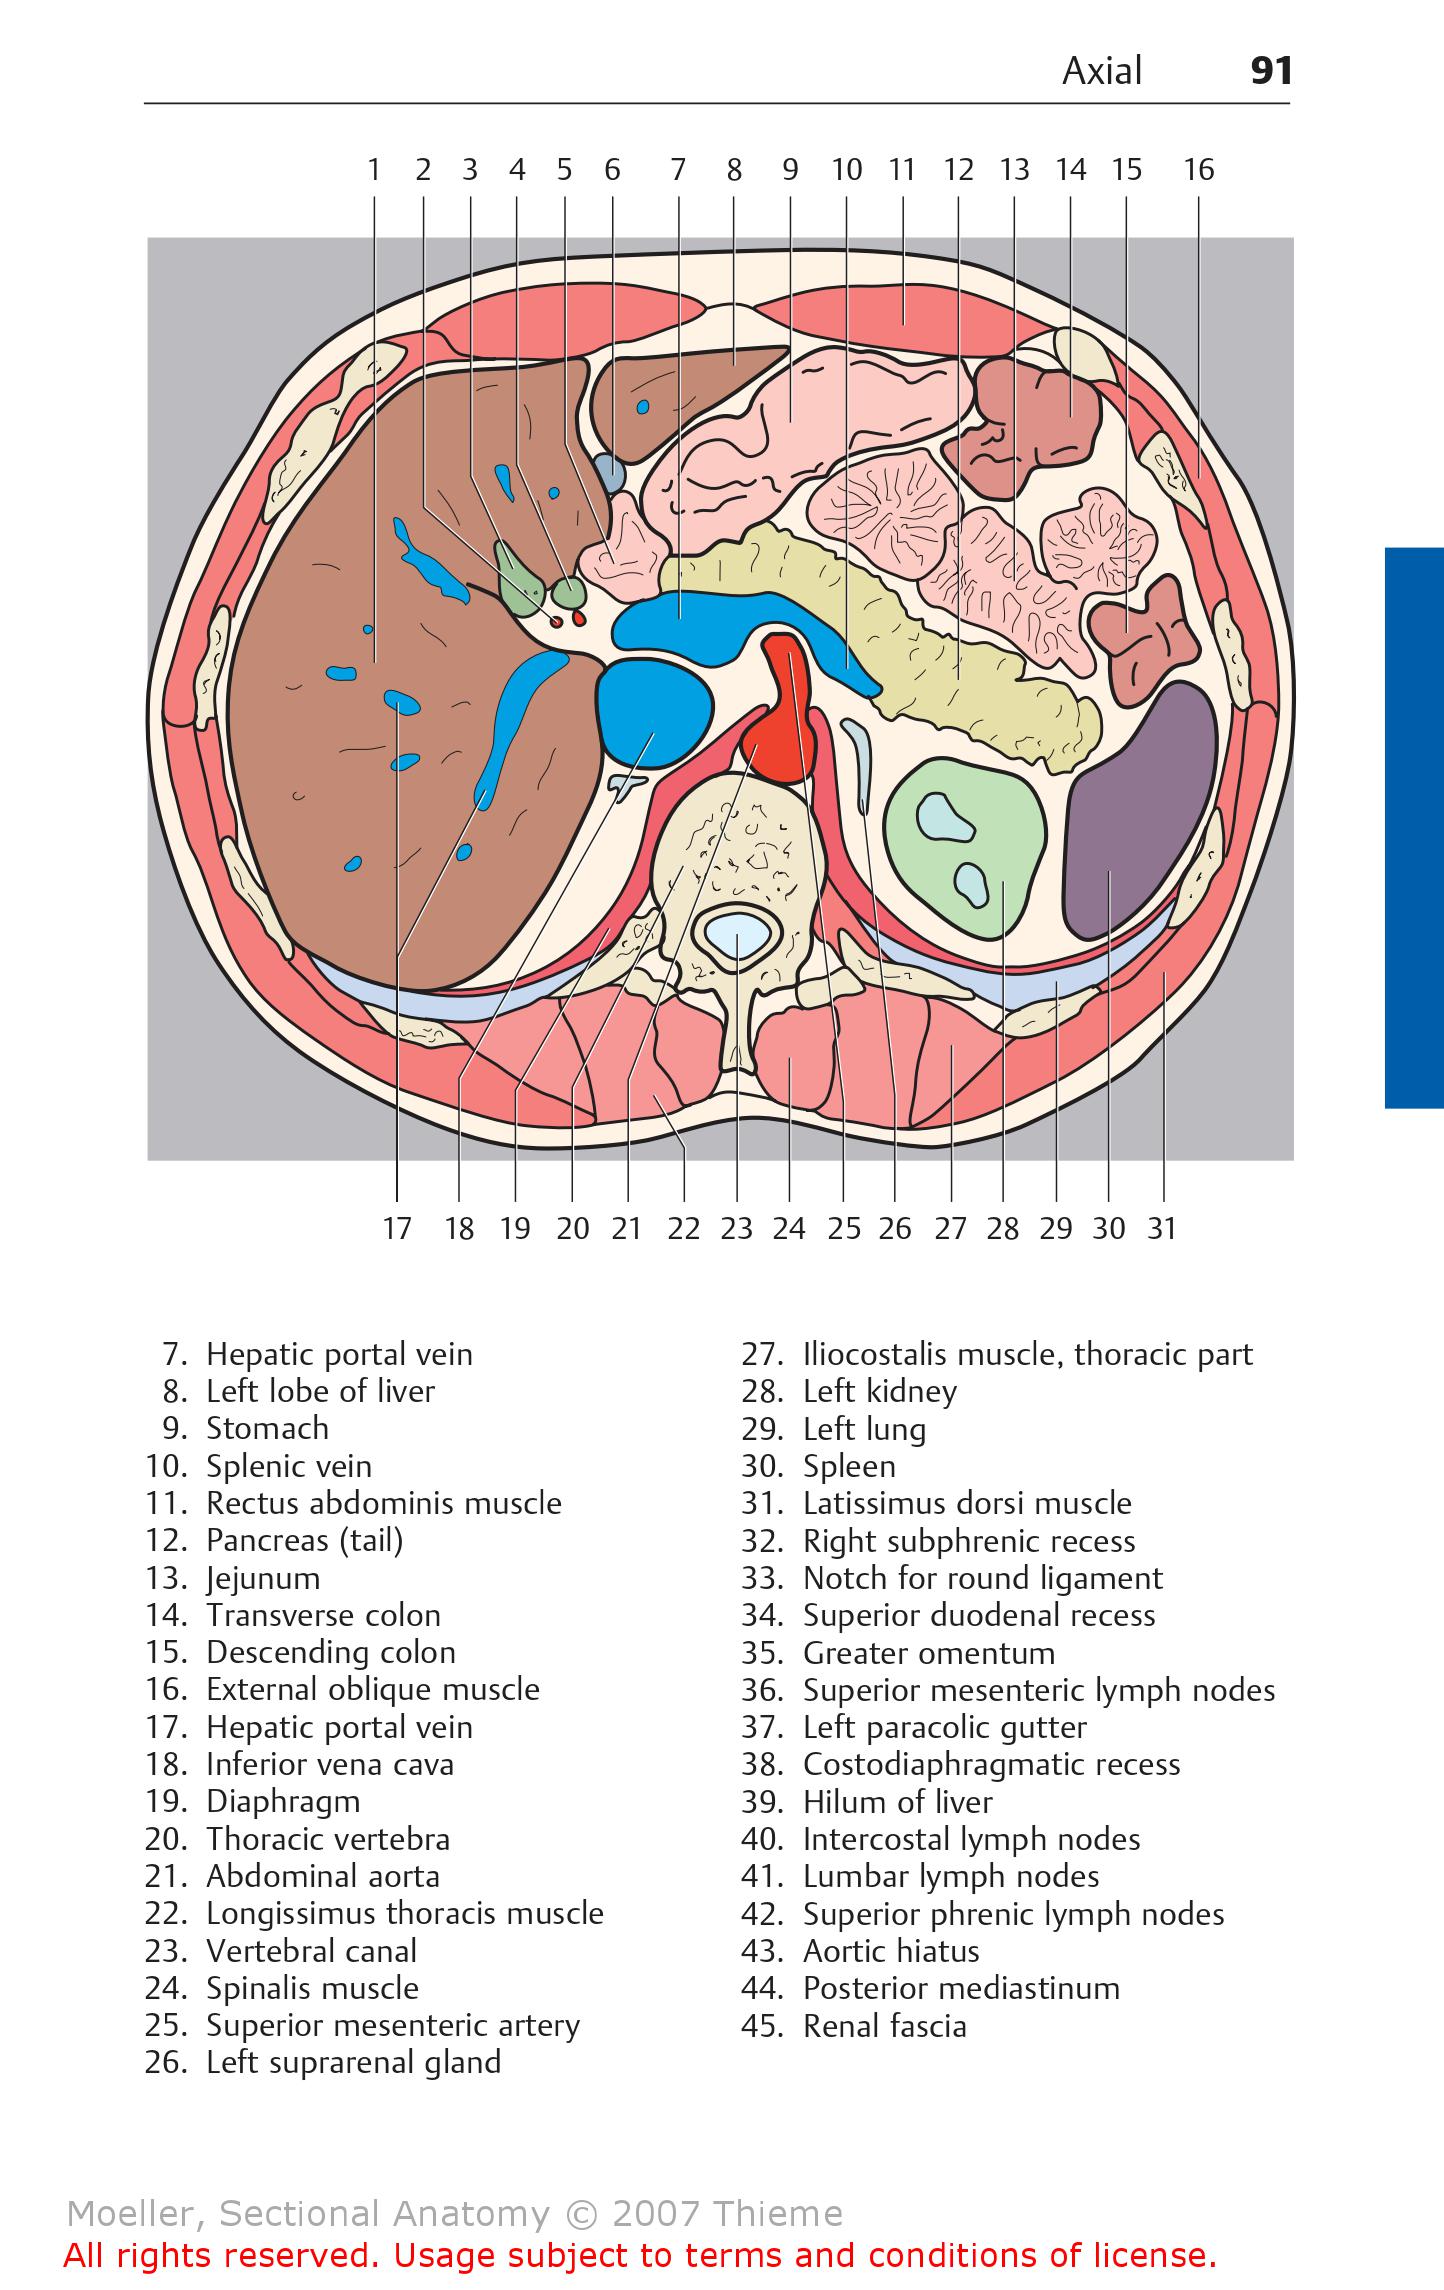 Axial 91
1 2 3 4 5 6 7 8 9 10 11 12 13 14 15 16
17 18 19 20 21 22 23 24 25 26 27 28 29 30 31
7. Hepatic portal vein
8. Left lobe of liver
9. Stomach
10. Splenic vein
11. Rectus abdominis muscle
12. Pancreas (tail)
13. Jejunum
14. Transverse colon
15. Descending colon
16. External oblique muscle
17. Hepatic portal vein
18. Inferior vena cava
19. Diaphragm
20. Thoracic vertebra
21. Abdominal aorta
22. Longissimus thoracis muscle
23. Vertebral canal
24. Spinalis muscle
25. Superior mesenteric artery
26. Left suprarenal gland
27. Iliocostalis muscle, thoracic part
28. Left kidney
29. Left lung
30. Spleen
31. Latissimus dorsi muscle
32. Right subphrenic recess
33. Notch for round ligament
34. Superior duodenal recess
35. Greater omentum
36. Superior mesenteric lymph nodes
37. Left paracolic gutter
38. Costodiaphragmatic recess
39. Hilum of liver
40. Intercostal lymph nodes
41. Lumbar lymph nodes
42. Superior phrenic lymph nodes
43. Aortic hiatus
44. Posterior mediastinum
45. Renal fascia
Moeller, Sectional Anatomy © 2007 Thieme
All rights reserved. Usage subject to terms and conditions of license.